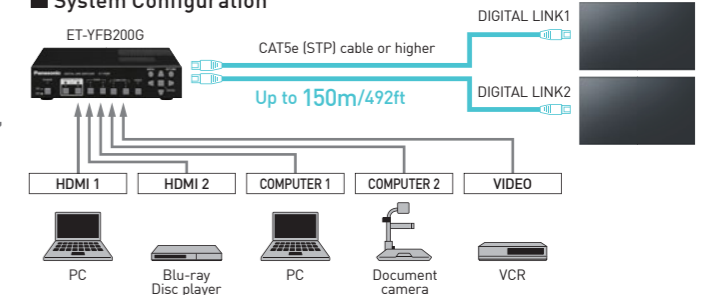 ■ System Configuration
ET-YFB200G
CAT5e (STP) cable or higher
Up to 150m/492ft
DIGITAL LINK1
DIGITAL LINK2
HDMI 1
HDMI 2
COMPUTER 1
COMPUTER 2
VIDEO
PC
Blu-ray
Disc player
PC
Document
camera
VCR
Panasonic